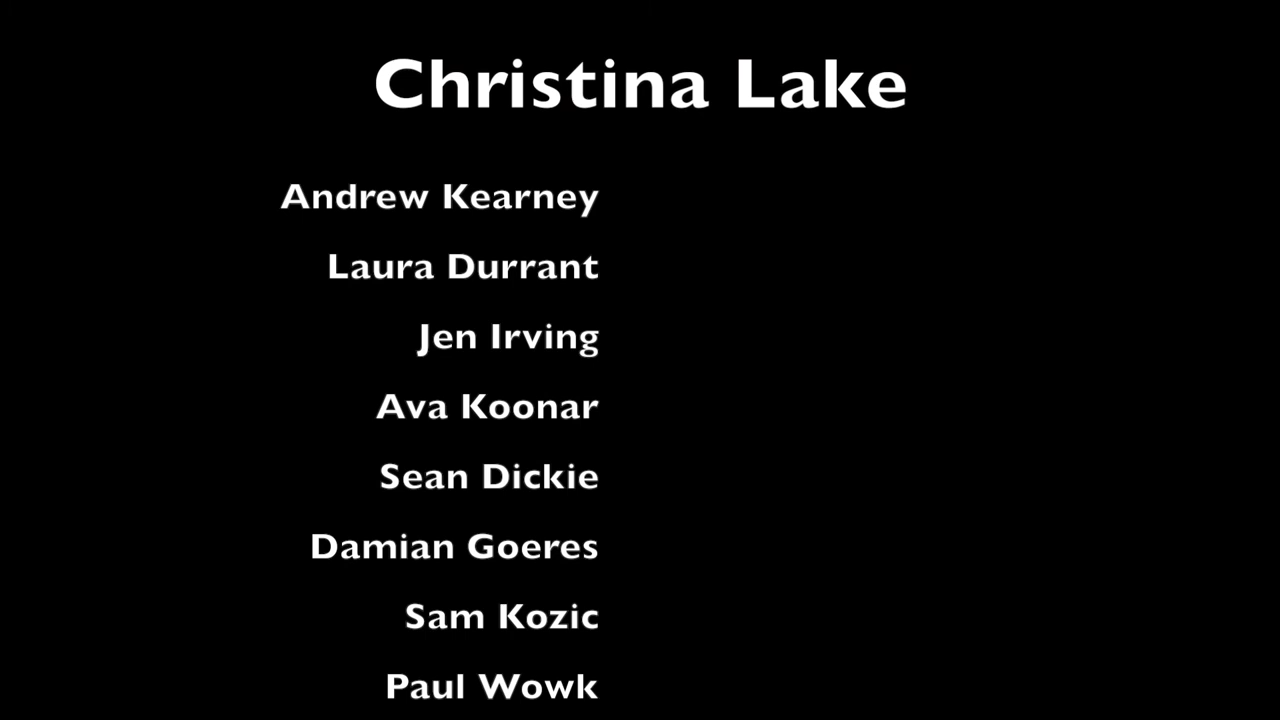 Christina Lake
Andrew Kearney
Laura Durrant
Jen Irving
Ava Koonar
Sean Dickie
Damian Goeres
Sam Kozic
Paul Wowk